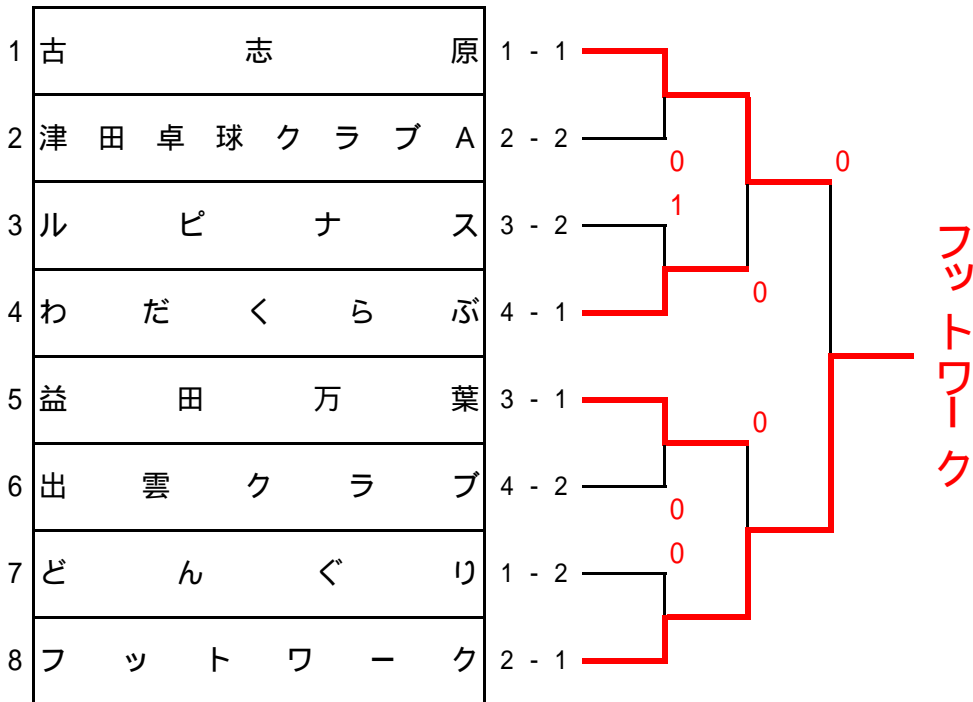 1 古志原 1 - 1
2 津田卓球クラブA 2 - 2
0
0
1
3 ルピナス 3 - 2
4 わだくらぶ 4 - 1
0
フットワーク
5 益田万葉 3 - 1
0
6 出雲クラブ 4 - 2
0
0
7 どんぐり 1 - 2
8 フットワーク 2 - 1